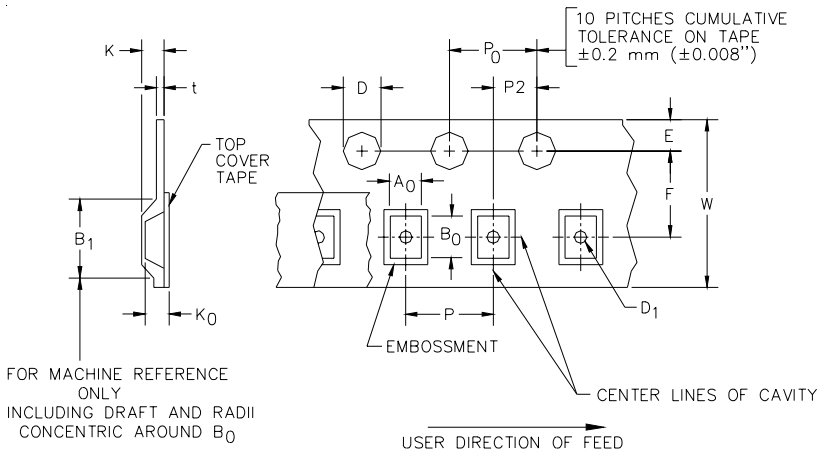 10 PITCHES CUMULATIVE
TOLERANCE ON TAPE
±0.2 mm (±0.008")
K
P0
D
P2
t
E
TOP
COVER
TAPE
A0
F
W
B1
B0
K0
P
D1
EMBOSSMENT
FOR MACHINE REFERENCE
ONLY
INCLUDING DRAFT AND RADII
CONCENTRIC AROUND B0
CENTER LINES OF CAVITY
USER DIRECTION OF FEED